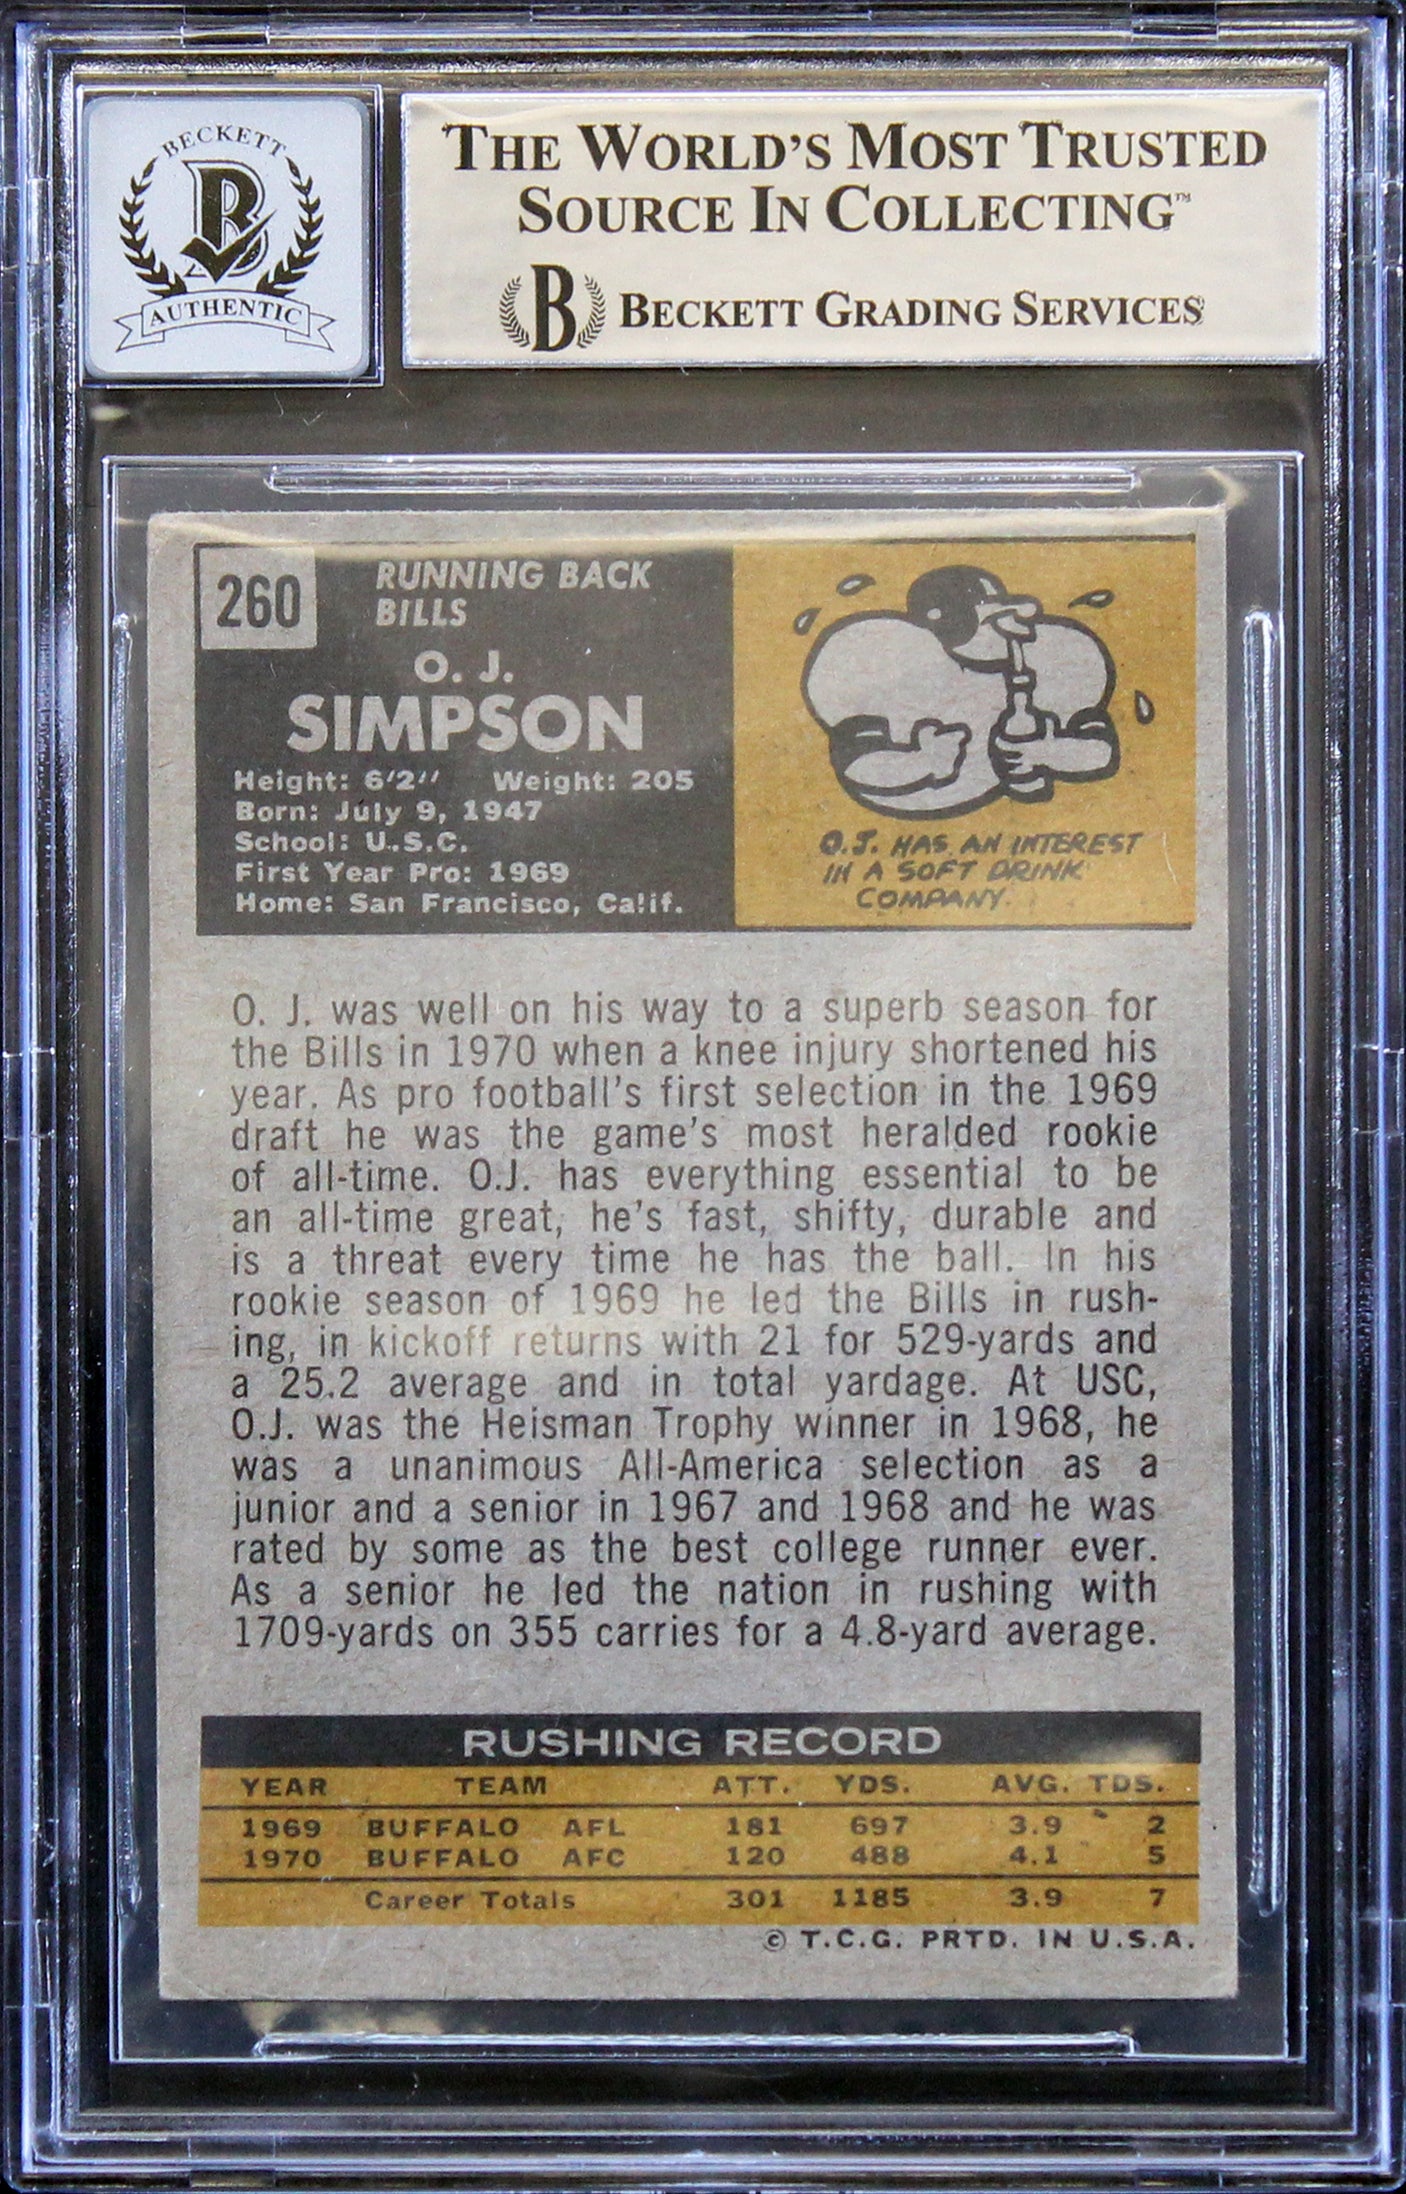 BECKETT
B
AUTHENTIC
THE WORLD'S MOST TRUSTED
SOURCE IN COLLECTING™
B BECKETT GRADING SERVICES
260
RUNNING BACK
BILLS
O. J.
SIMPSON
Height: 6'2'' Weight: 205
Born: July 9, 1947
School: U.S.C.
First Year Pro: 1969
Home: San Francisco, Calif.
O.J. HAS AN INTEREST
IN A SOFT DRINK
COMPANY.
O. J. was well on his way to a superb season for
the Bills in 1970 when a knee injury shortened his
year. As pro football's first selection in the 1969
draft he was the game's most heralded rookie
of all-time. O.J. has everything essential to be
an all-time great, he's fast, shifty, durable and
is a threat every time he has the ball. In his
rookie season of 1969 he led the Bills in rush-
ing, in kickoff returns with 21 for 529-yards and
a 25.2 average and in total yardage. At USC,
O.J. was the Heisman Trophy winner in 1968, he
was a unanimous All-America selection as a
junior and a senior in 1967 and 1968 and he was
rated by some as the best college runner ever.
As a senior he led the nation in rushing with
1709-yards on 355 carries for a 4.8-yard average.
RUSHING RECORD
YEAR TEAM ATT. YDS. AVG. TDS.
1969 BUFFALO AFL 181 697 3.9 2
1970 BUFFALO AFC 120 488 4.1 5
Career Totals 301 1185 3.9 7
© T.C.G. PRTD. IN U.S.A.